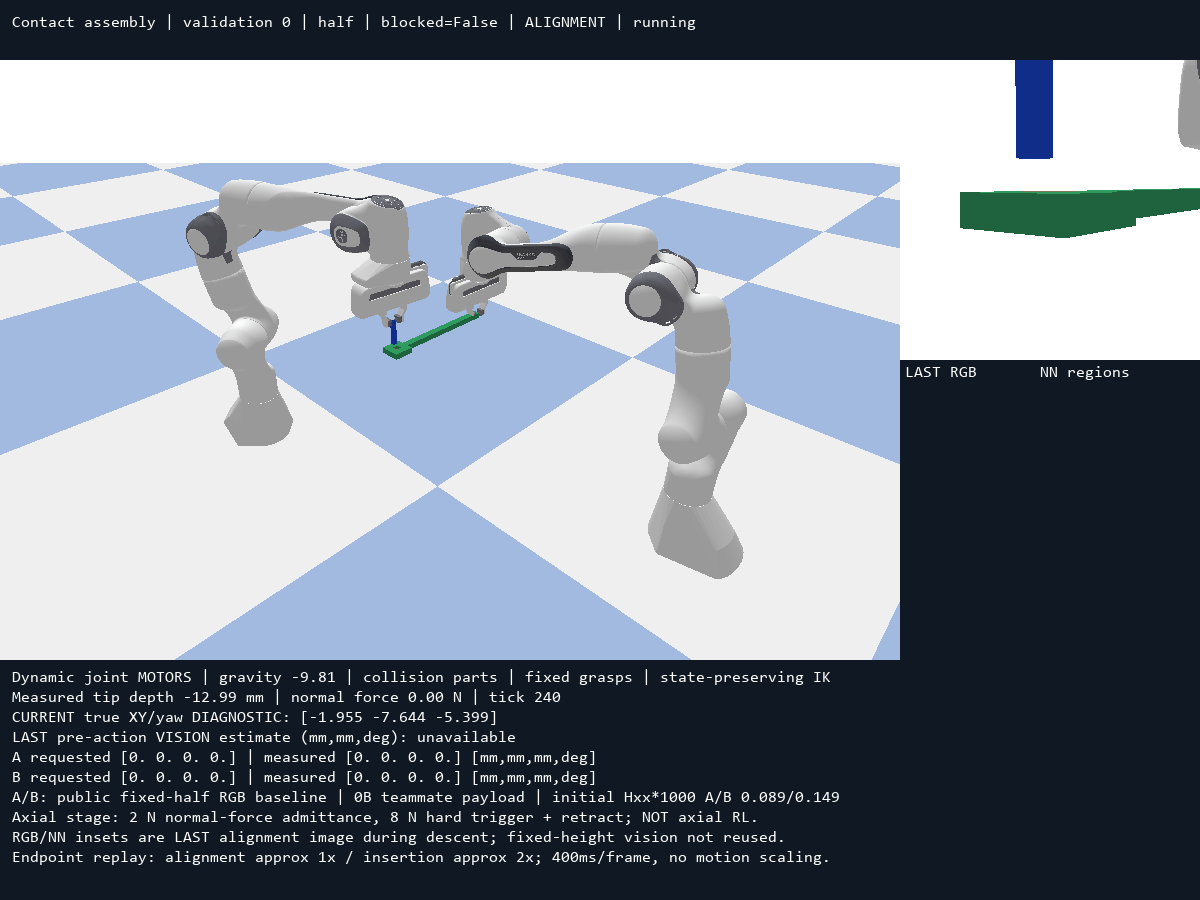 Contact assembly | validation 0 | half | blocked=False | ALIGNMENT | running
LAST RGB NN regions
Dynamic joint MOTORS | gravity -9.81 | collision parts | fixed grasps | state-preserving IK
Measured tip depth -12.99 mm | normal force 0.00 N | tick 240
CURRENT true XY/yaw DIAGNOSTIC: [-1.955 -7.644 -5.399]
LAST pre-action VISION estimate (mm,mm,deg): unavailable
A requested [0. 0. 0. 0.] | measured [0. 0. 0. 0.] [mm,mm,mm,deg]
B requested [0. 0. 0. 0.] | measured [0. 0. 0. 0.] [mm,mm,mm,deg]
A/B: public fixed-half RGB baseline | 0B teammate payload | initial Hxx*1000 A/B 0.089/0.149
Axial stage: 2 N normal-force admittance, 8 N hard trigger + retract; NOT axial RL.
RGB/NN insets are LAST alignment image during descent; fixed-height vision not reused.
Endpoint replay: alignment approx 1x / insertion approx 2x; 400ms/frame, no motion scaling.